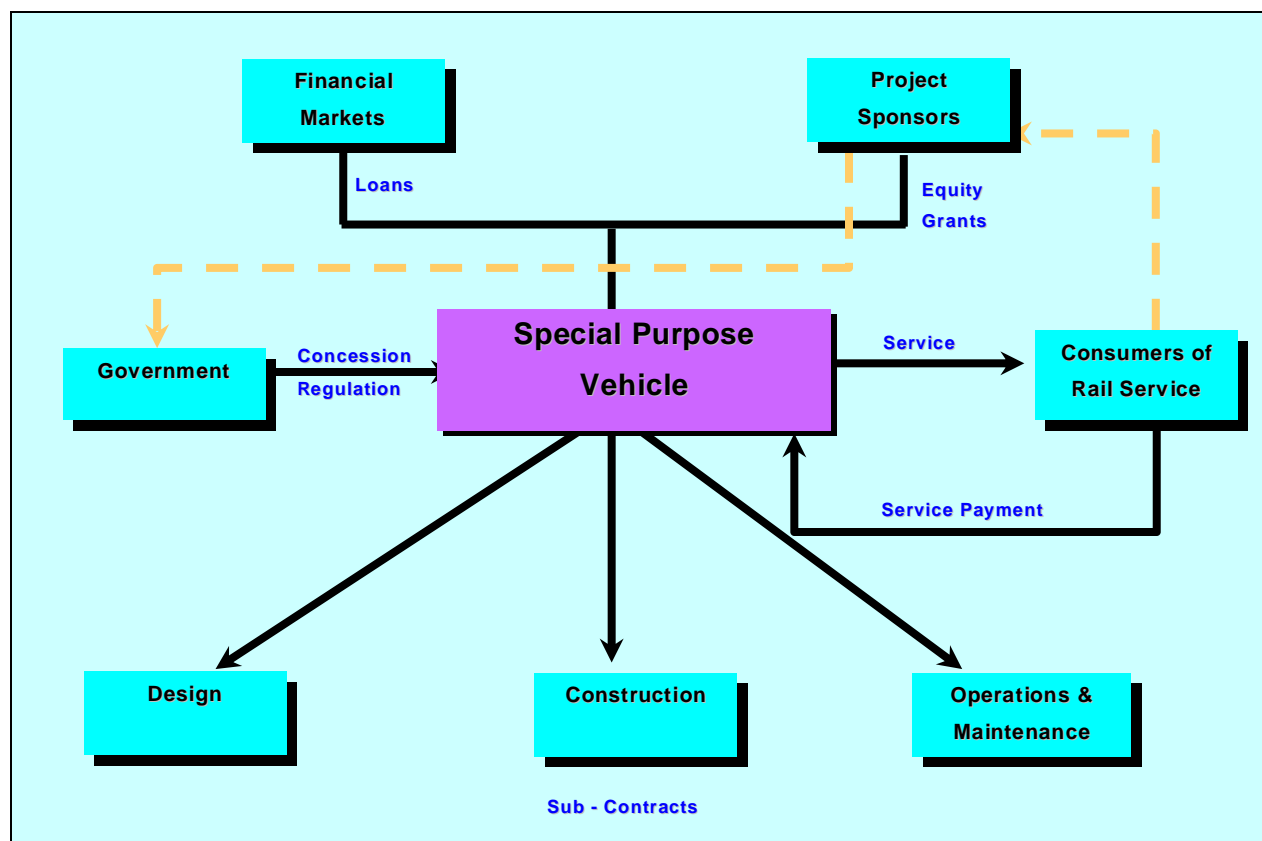 Financial
Markets
Project
Sponsors
Loans
Equity
Grants
Special Purpose
Vehicle
Government
Concession
Regulation
Service
Consumers of
Rail Service
Service Payment
Design
Construction
Operations &
Maintenance
Sub - Contracts